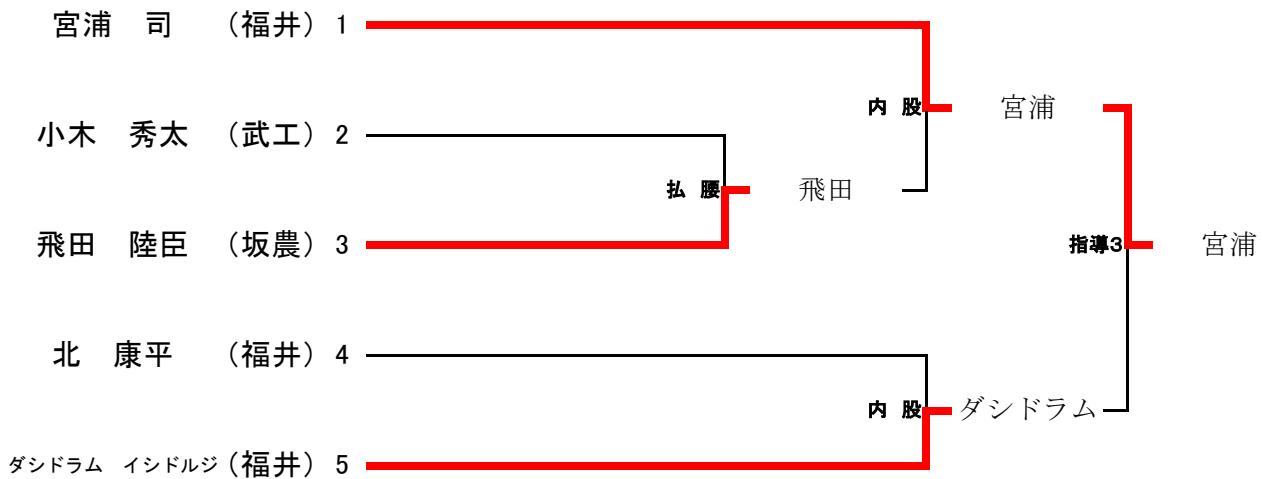 宮浦　司　（福井）1
内 股
宮浦
小木　秀太　（武工）2
払 腰
飛田
飛田　陸臣　（坂農）3
指導3
宮浦
北　康平　（福井）4
内 股
ダシドラム
ダシドラム　イシドルジ（福井）5